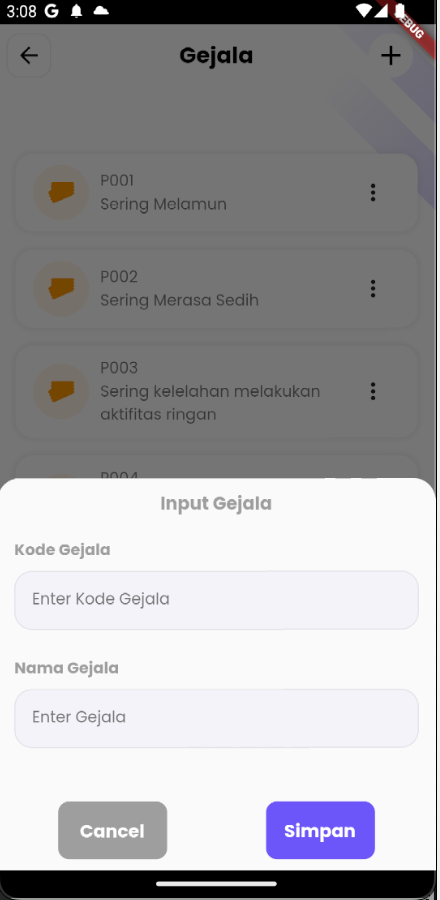 3:08 G
DEBUG
Gejala
P001
Sering Melamun
P002
Sering Merasa Sedih
P003
Sering kelelahan melakukan
aktifitas ringan
P004
Input Gejala
Kode Gejala
Enter Kode Gejala
Nama Gejala
Enter Gejala
Cancel
Simpan